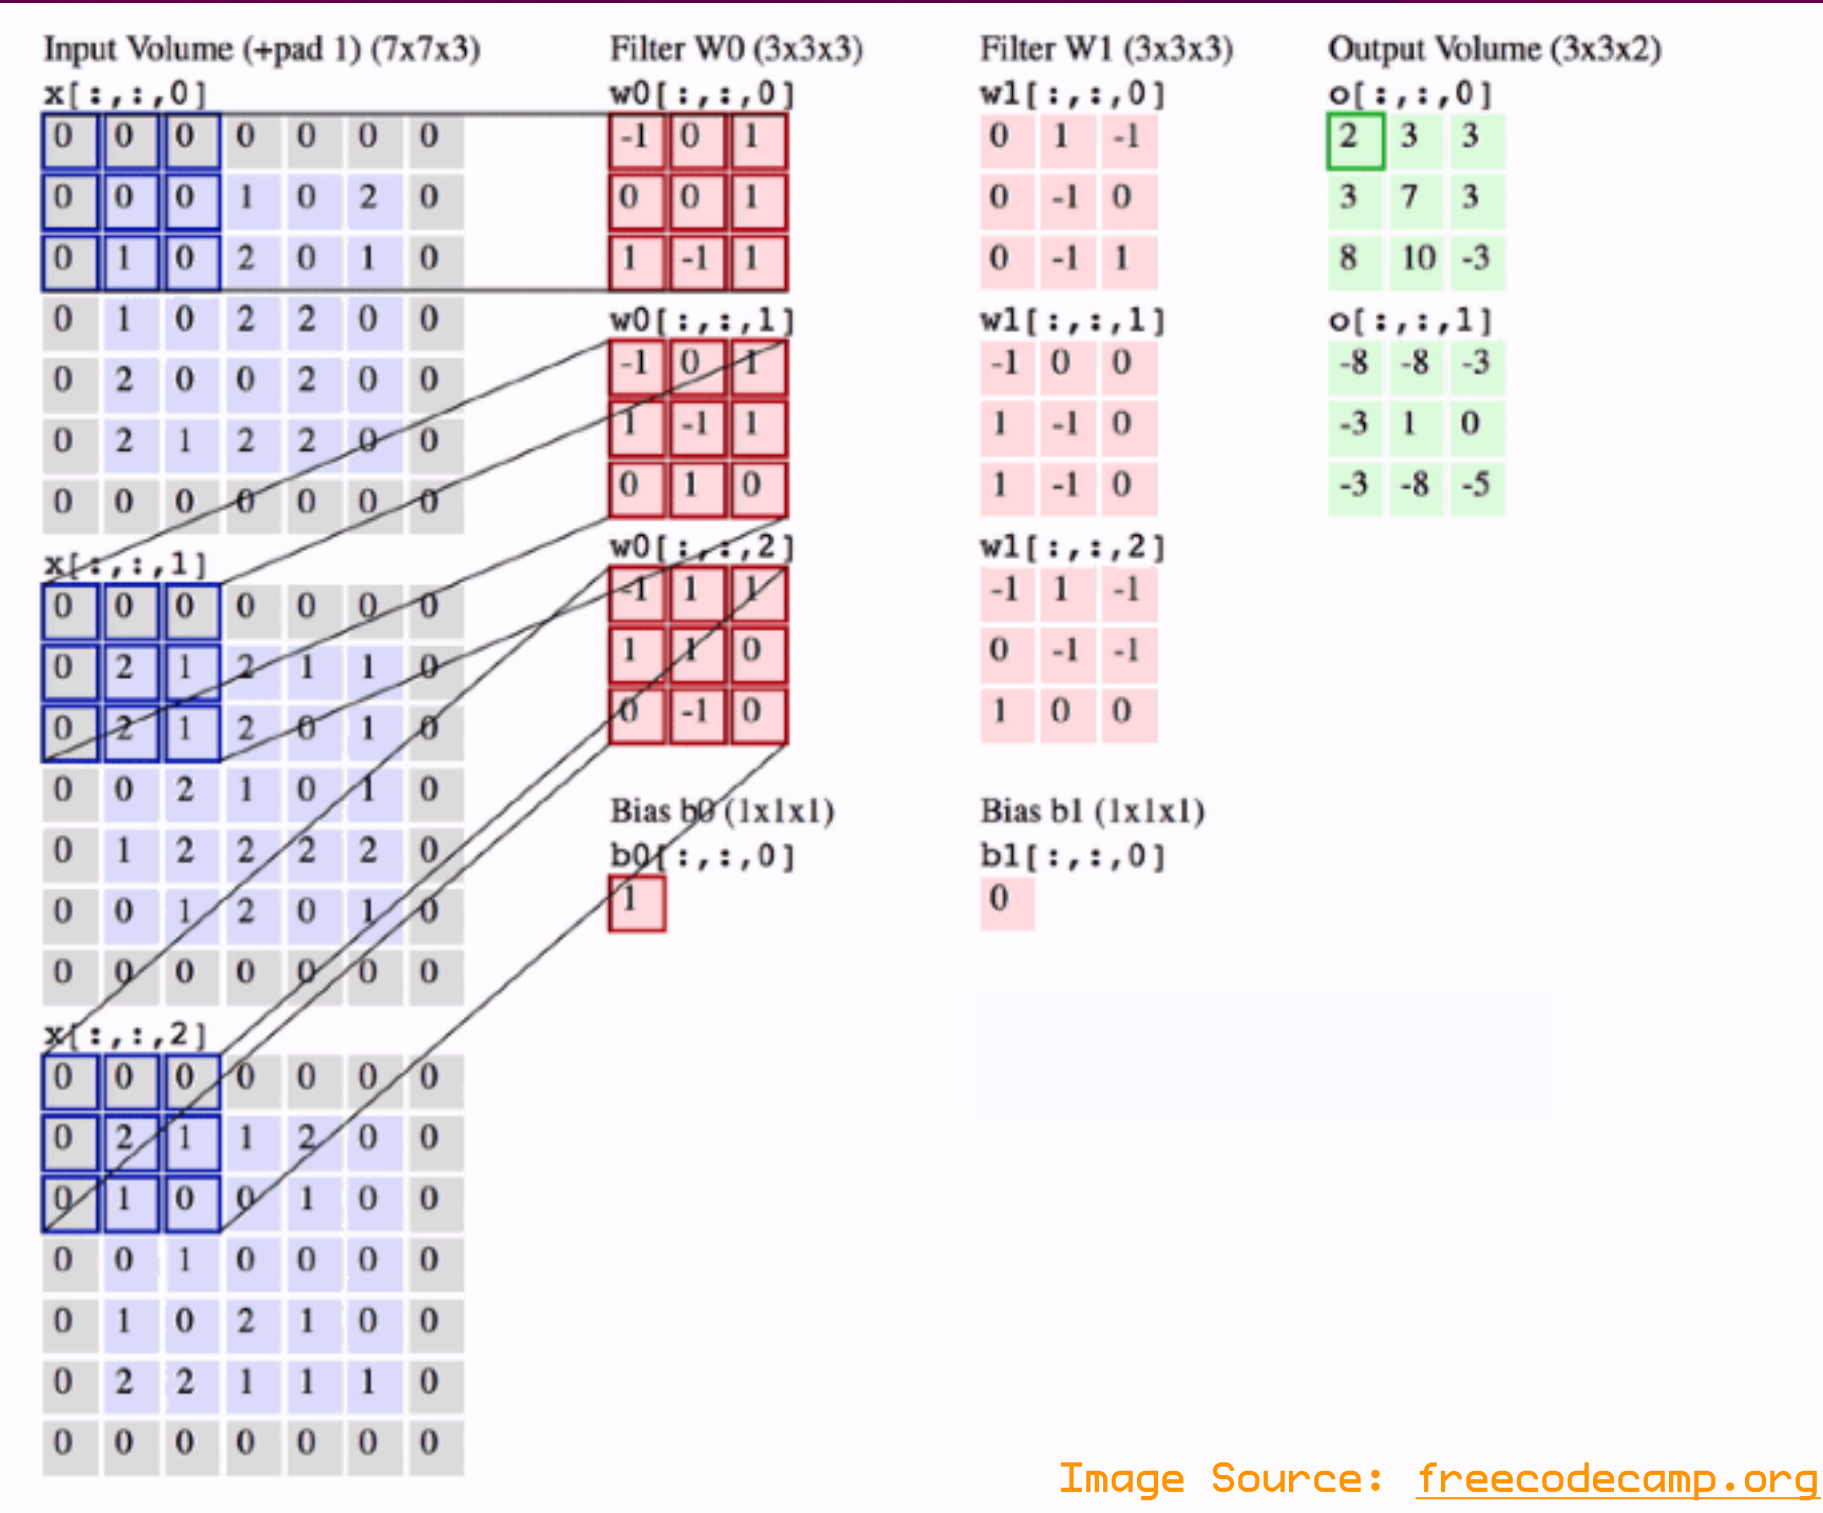 Input Volume (+pad 1) (7x7x3)
x[:,:,0]
0 0 0 0 0 0 0
0 0 0 1 0 2 0
0 1 0 2 0 1 0
0 1 0 2 2 0 0
0 2 0 0 2 0 0
0 2 1 2 2 0 0
0 0 0 0 0 0 0
x[:,:,1]
0 0 0 0 0 0 0
0 2 1 2 1 1 0
0 2 1 2 0 1 0
0 0 2 1 0 1 0
0 1 2 2 2 2 0
0 0 1 2 0 1 0
0 0 0 0 0 0 0
x[:,:,2]
0 0 0 0 0 0 0
0 2 1 1 2 0 0
0 1 0 0 1 0 0
0 0 1 0 0 0 0
0 1 0 2 1 0 0
0 2 2 1 1 1 0
0 0 0 0 0 0 0
Filter W0 (3x3x3)
w0[:,:,0]
-1 0 1
0 0 1
1 -1 1
w0[:,:,1]
-1 0 1
1 -1 1
0 1 0
w0[:,:,2]
-1 1 1
1 1 0
0 -1 0
Bias b0 (1x1x1)
b0[:,:,0]
1
Filter W1 (3x3x3)
w1[:,:,0]
0 1 -1
0 -1 0
0 -1 1
w1[:,:,1]
-1 0 0
1 -1 0
1 -1 0
w1[:,:,2]
-1 1 -1
0 -1 -1
1 0 0
Bias b1 (1x1x1)
b1[:,:,0]
0
Output Volume (3x3x2)
o[:,:,0]
2 3 3
3 7 3
8 10 -3
o[:,:,1]
-8 -8 -3
-3 1 0
-3 -8 -5
Image Source: freecodecamp.org